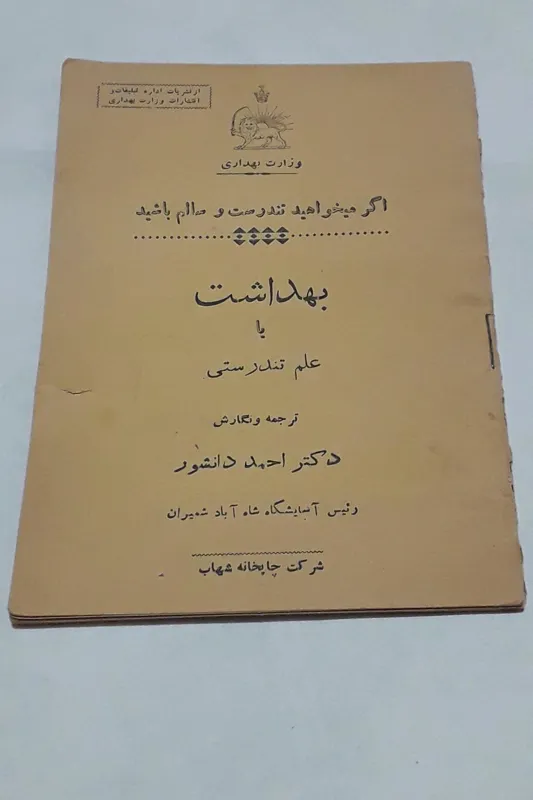 از نشریات اداره تبلیغات و
انتشارات وزارت بهداری
وزارت بهداری
اگر میخواهید تندرست و سالم باشید
بهداشت
یا
علم تندرستی
ترجمه ونگارش
دکتر احمد دانشور
رئیس آسایشگاه شاه آباد شمیران
شرکت چاپخانه شهاب